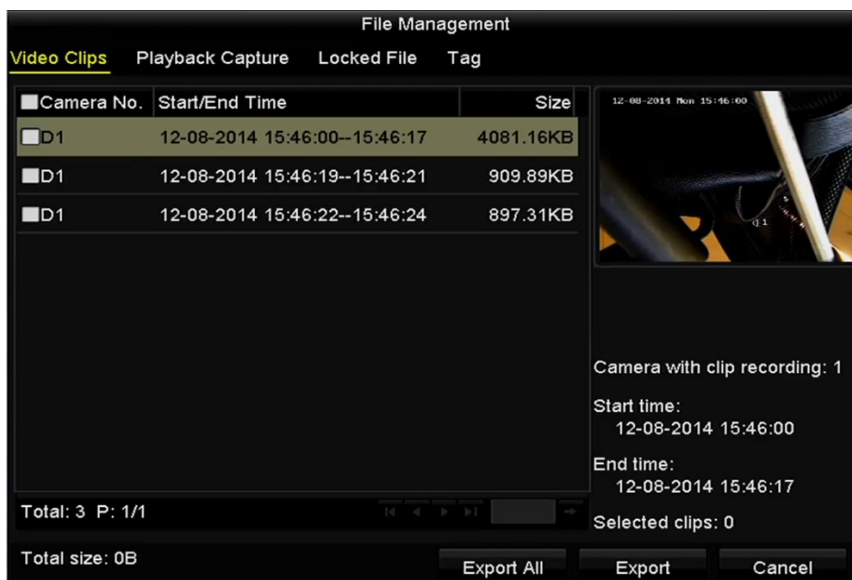 File Management
Video Clips Playback Capture Locked File Tag
Camera No. Start/End Time Size
D1 12-08-2014 15:46:00--15:46:17 4081.16KB
D1 12-08-2014 15:46:19--15:46:21 909.89KB
D1 12-08-2014 15:46:22--15:46:24 897.31KB
12-08-2014 Mon 15:46:00
Camera with clip recording: 1
Start time:
12-08-2014 15:46:00
End time:
12-08-2014 15:46:17
Selected clips: 0
Total: 3 P: 1/1
Total size: 0B
Export All Export Cancel